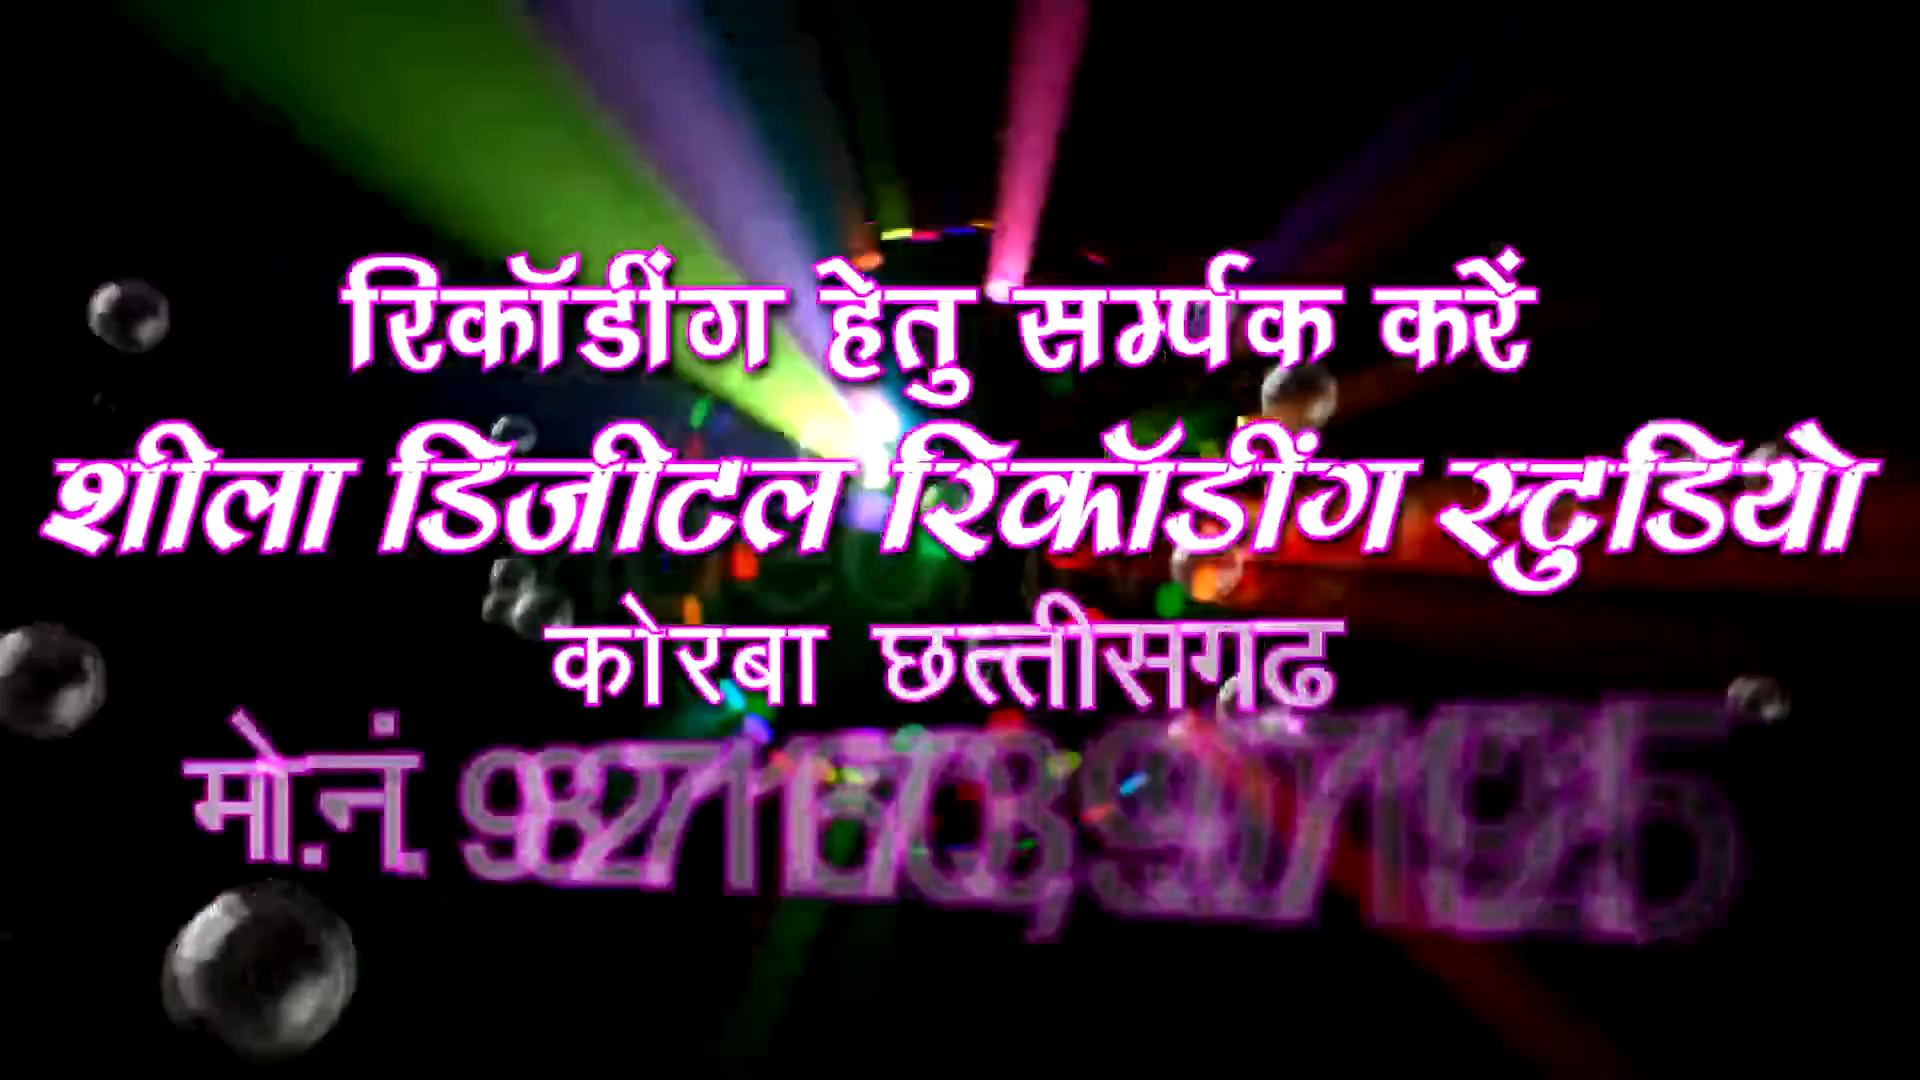 रिकॉर्डींग हेतु सर्म्पक करें
शीला डिजीटल रिकॉर्डींग स्टुडियो
कोरबा छत्तीसगढ
मो.नं.